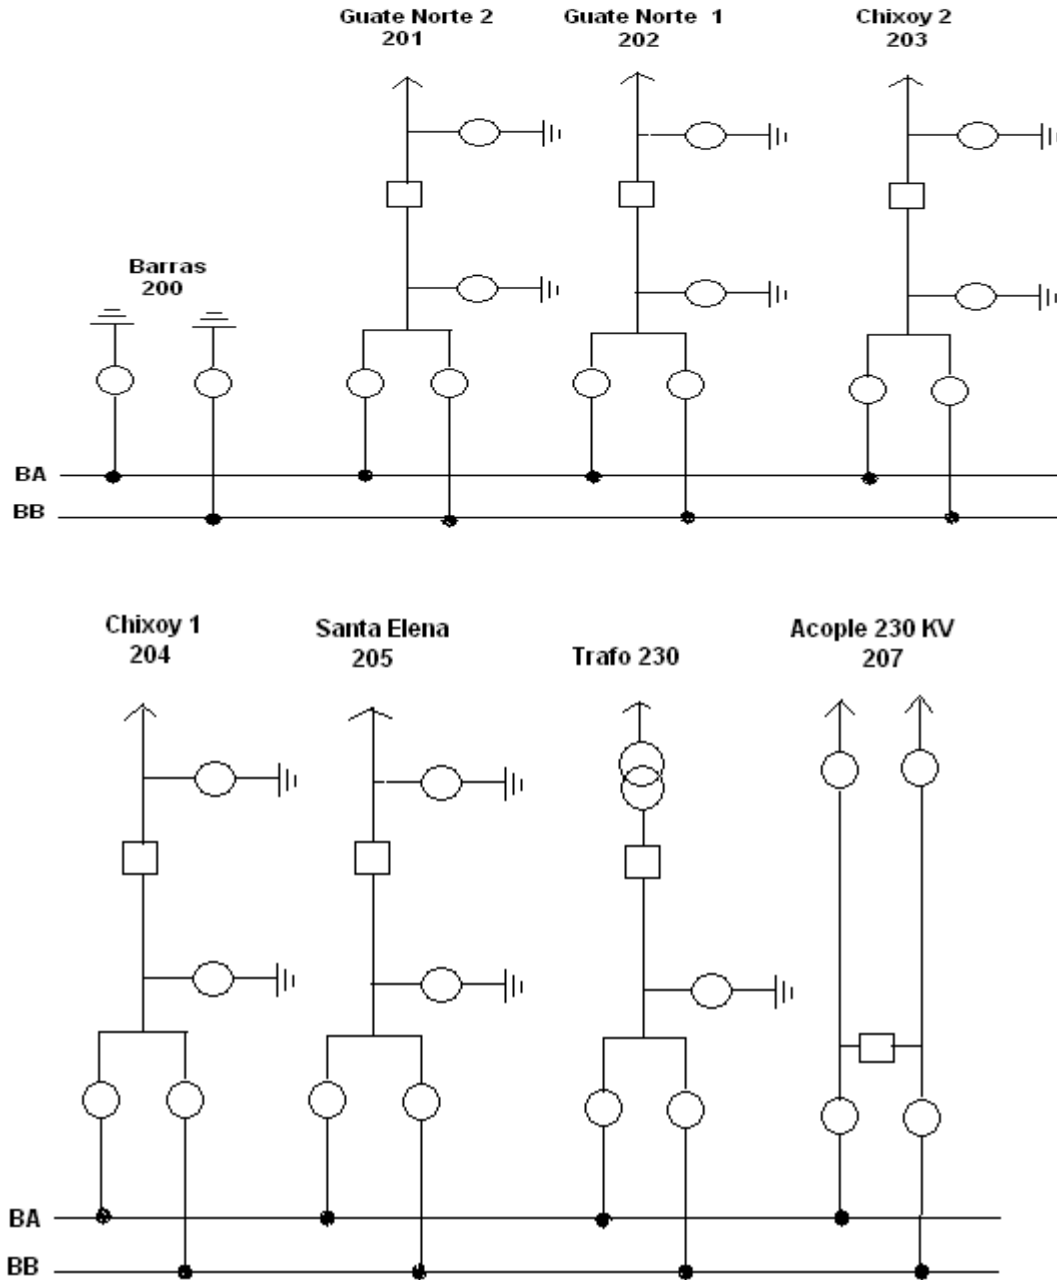 Guate Norte 2
201
Guate Norte 1
202
Chixoy 2
203
Barras
200
BA
BB
Chixoy 1
204
Santa Elena
205
Trafo 230
Acople 230 KV
207
BA
BB